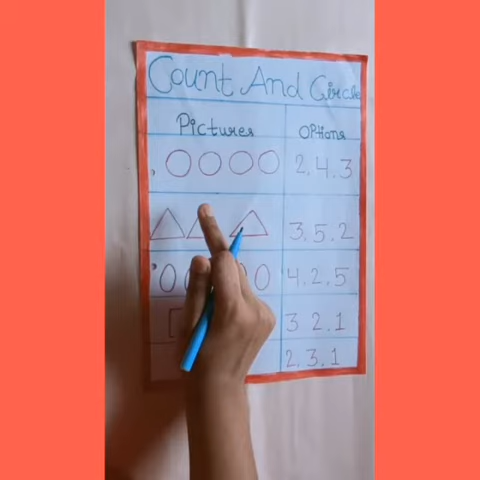 Count And Circle
Pictures
Options
2.4.3
3.5.2
4.2.5
3 2.1
2.3.1